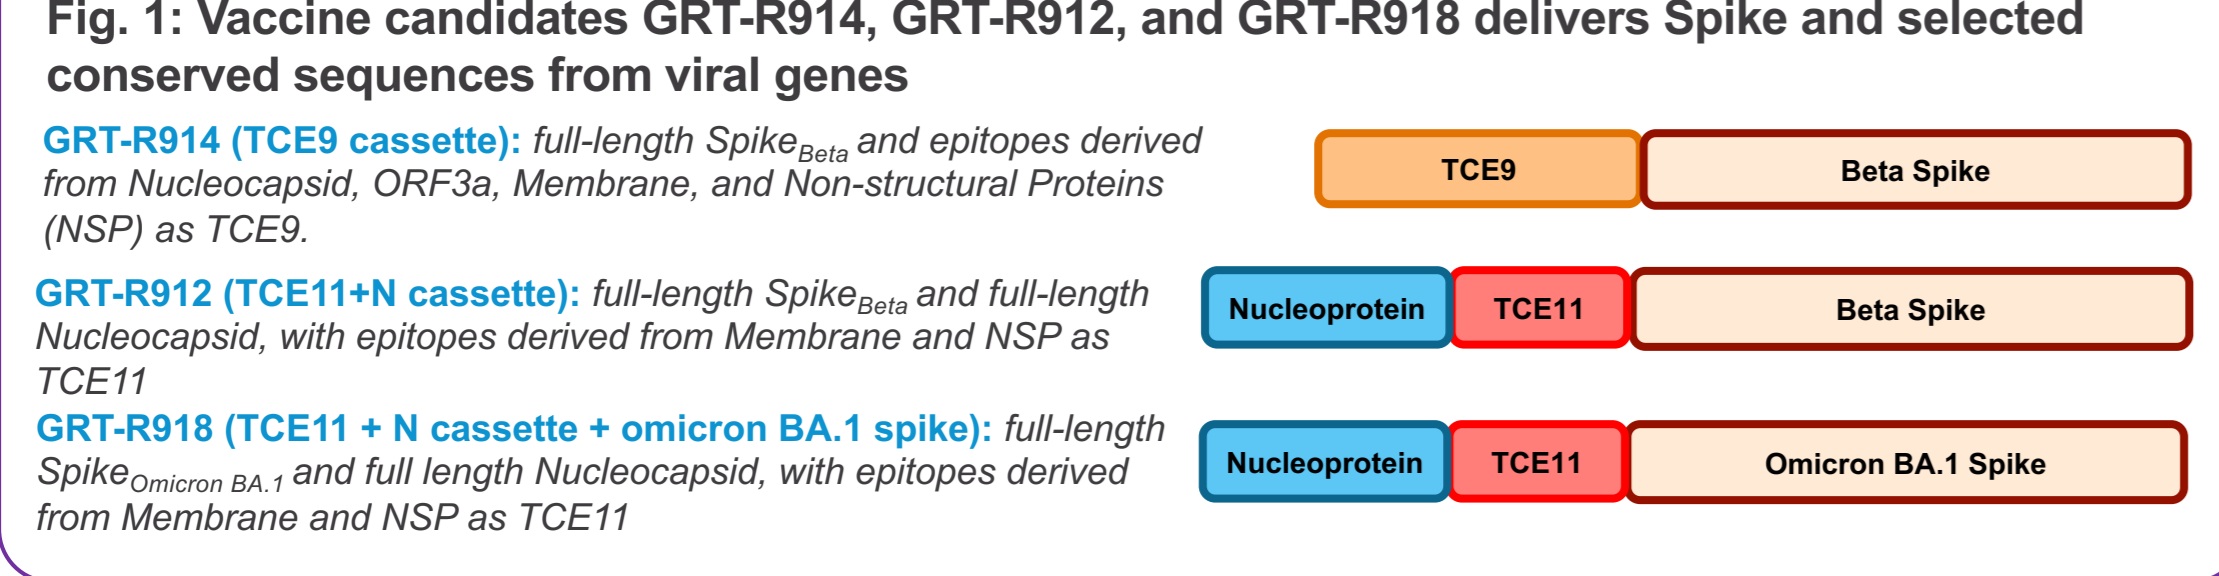 Fig. 1: Vaccine candidates GRT-R914, GRT-R912, and GRT-R918 delivers Spike and selected
conserved sequences from viral genes
GRT-R914 (TCE9 cassette): full-length Spike_Beta and epitopes derived
from Nucleocapsid, ORF3a, Membrane, and Non-structural Proteins
(NSP) as TCE9.
TCE9
Beta Spike
GRT-R912 (TCE11+N cassette): full-length Spike_Beta and full-length
Nucleocapsid, with epitopes derived from Membrane and NSP as
TCE11
Nucleoprotein
TCE11
Beta Spike
GRT-R918 (TCE11 + N cassette + omicron BA.1 spike): full-length
Spike_Omicron BA.1 and full length Nucleocapsid, with epitopes derived
from Membrane and NSP as TCE11
Nucleoprotein
TCE11
Omicron BA.1 Spike